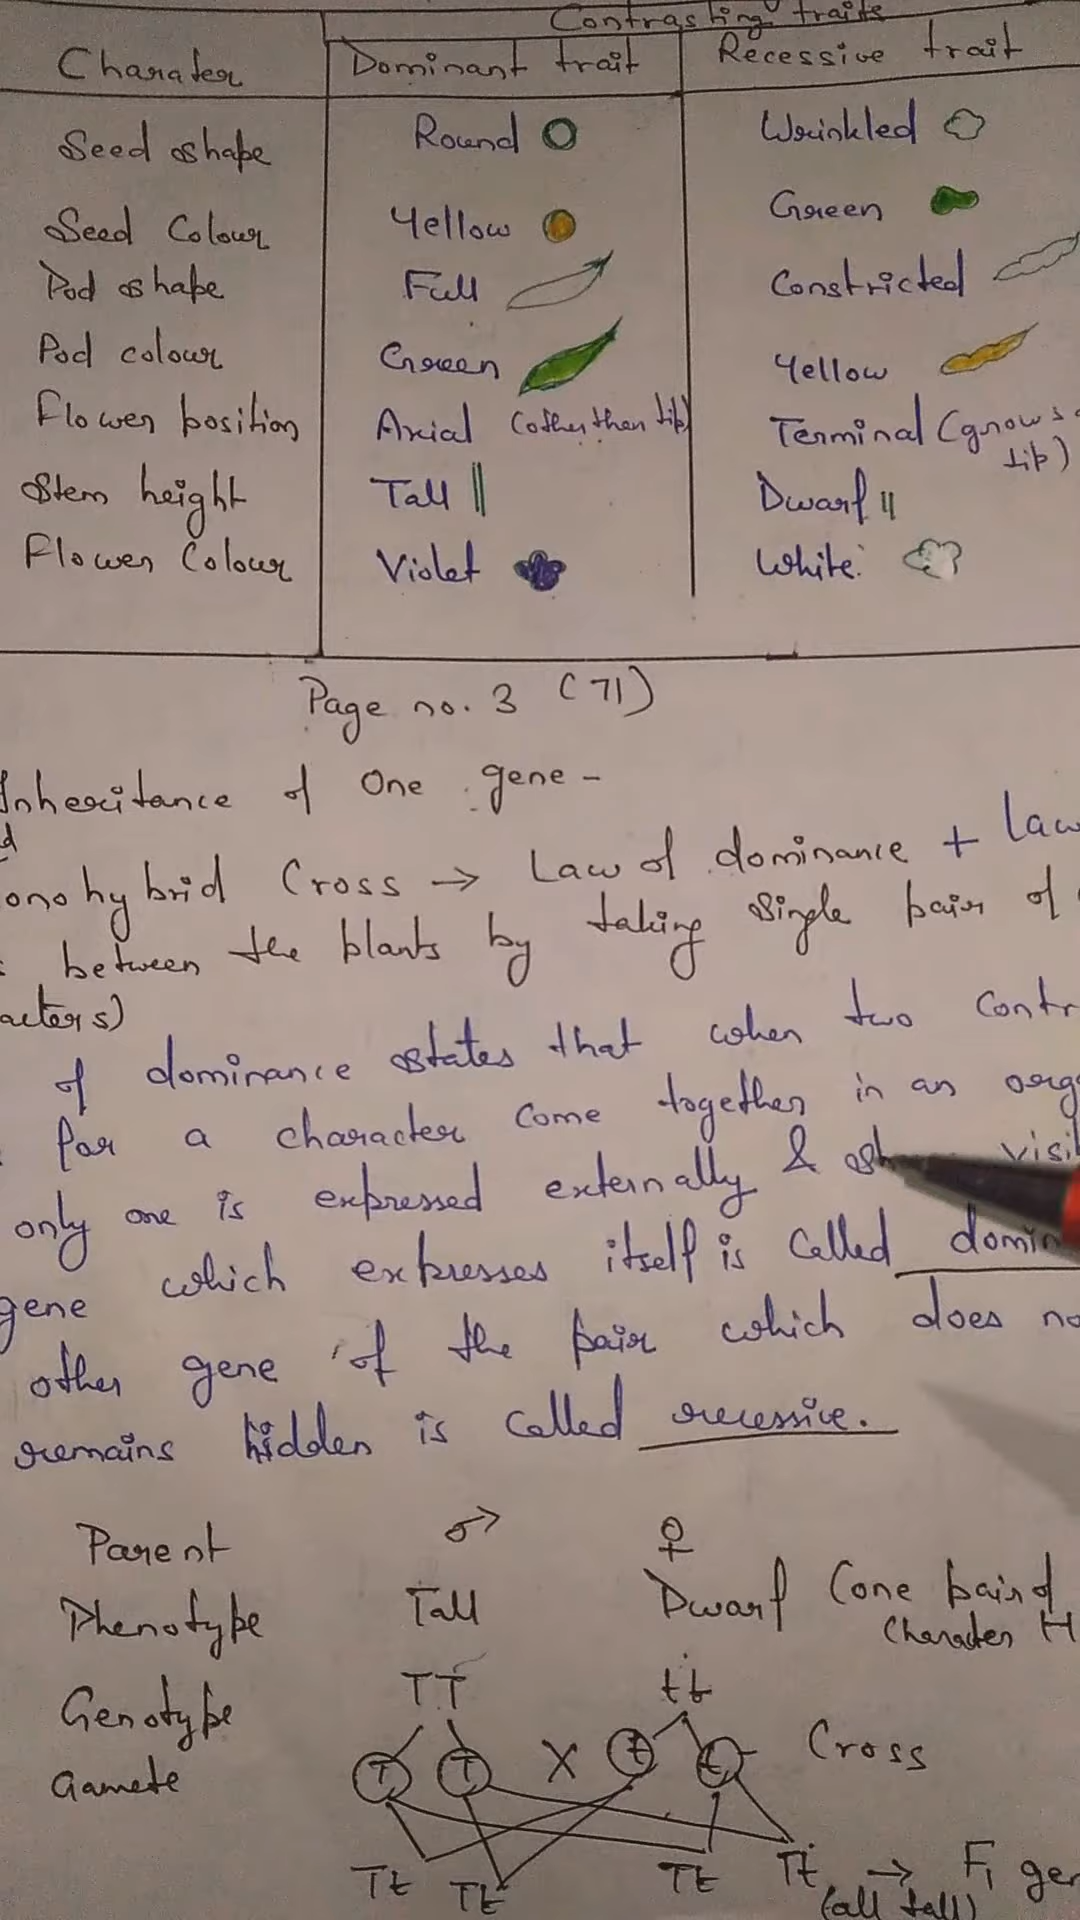 Contrasting traits
Charater Dominant trait Recessive trait
Seed shape Round Wrinkled
Seed Colour Yellow Green
Pod shape Full Constricted
Pod colour Green Yellow
Flower position Axial (other than tip) Terminal (grows
tip)
Stem height Tall Dwarf
Flower Colour Violet White
Page no. 3 (71)
Inheritance of One gene -
onohybrid Cross → Law of dominance + Law
between the plants by taking single pair of
acters)
of dominance states that when two contr
for a character come together in an orga
only one is expressed externally & sh visi
gene which expresses itself is called domin
other gene of the pair which does no
remains hidden is called recessive.
Parent ♂ ♀
Phenotype Tall Dwarf (one pair of
Character H
Genotype TT tt
Gamete T T X t t Cross
Tt Tt Tt Tt → F1 gen
(all tall)